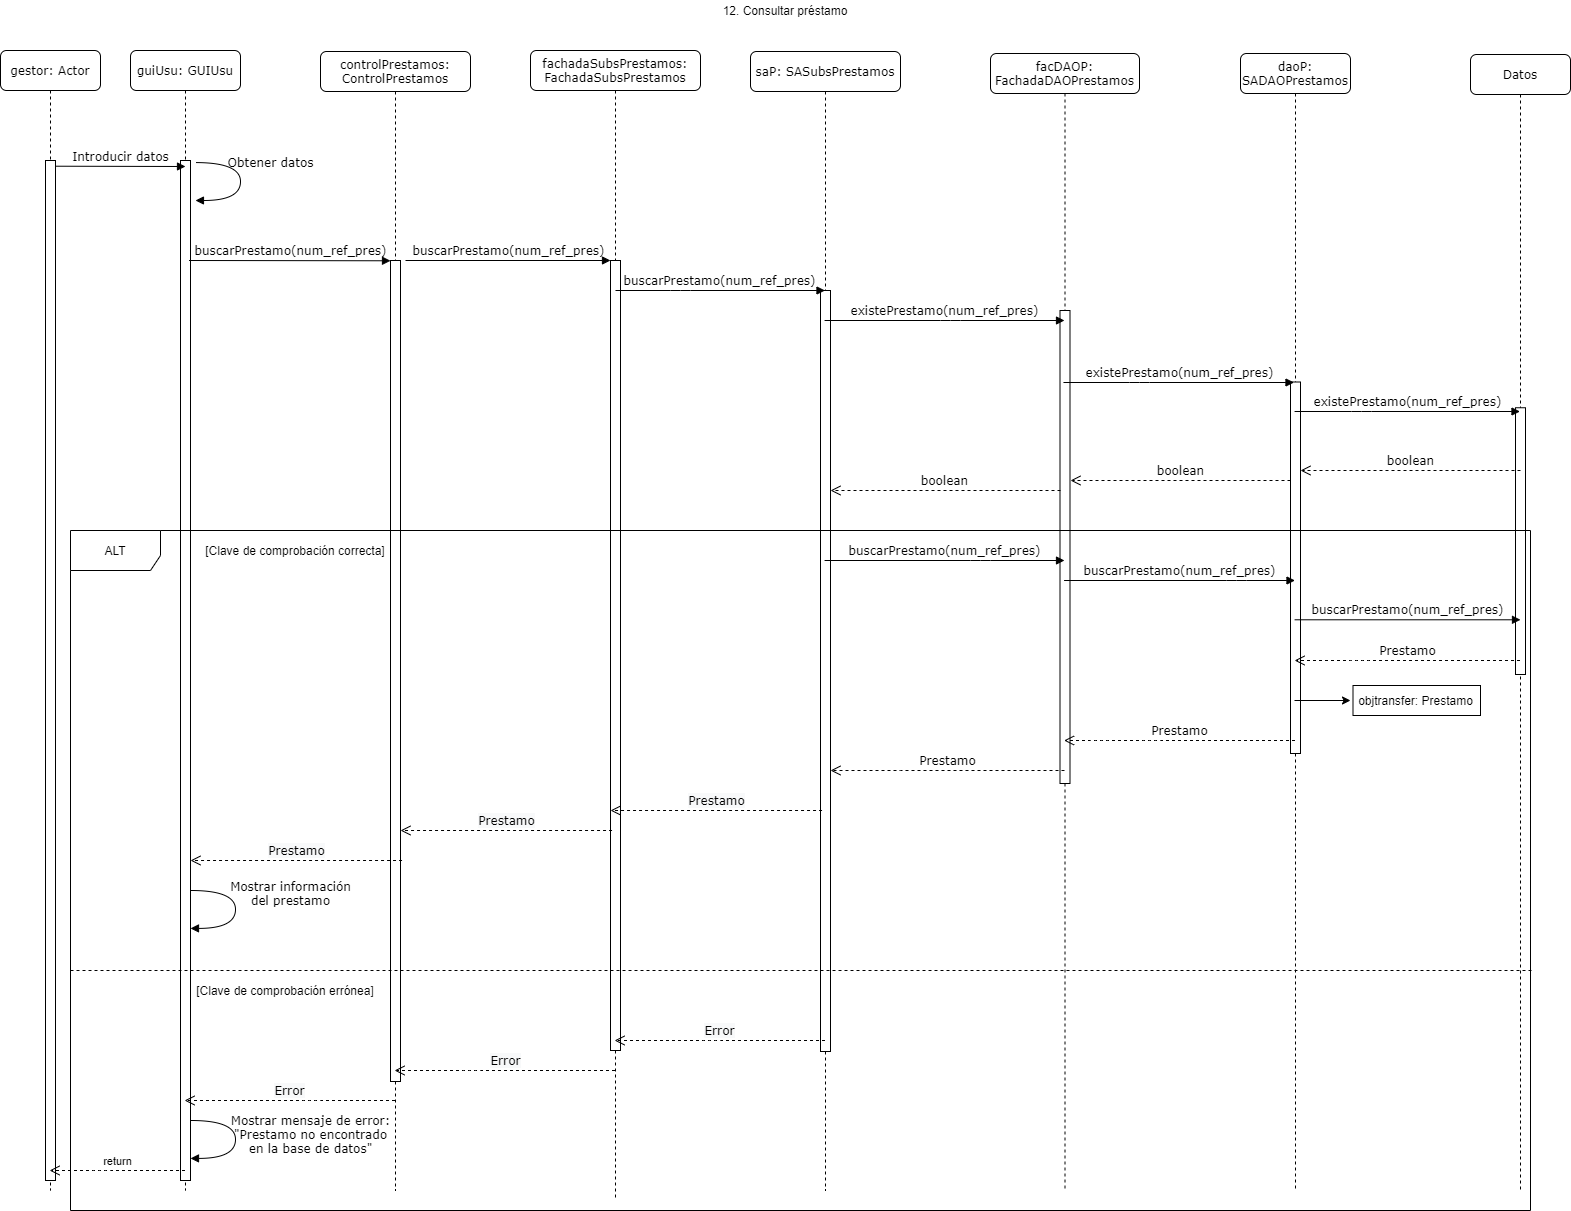 12. Consultar préstamo
gestor: Actor
guiUsu: GUIUsu
controlPrestamos:
ControlPrestamos
fachadaSubsPrestamos:
FachadaSubsPrestamos
saP: SASubsPrestamos
facDAOP:
FachadaDAOPrestamos
daoP:
SADAOPrestamos
Datos
Introducir datos
Obtener datos
buscarPrestamo(num_ref_pres)
buscarPrestamo(num_ref_pres)
buscarPrestamo(num_ref_pres)
existePrestamo(num_ref_pres)
existePrestamo(num_ref_pres)
existePrestamo(num_ref_pres)
boolean
boolean
boolean
ALT
[Clave de comprobación correcta]
buscarPrestamo(num_ref_pres)
buscarPrestamo(num_ref_pres)
buscarPrestamo(num_ref_pres)
Prestamo
objtransfer: Prestamo
Prestamo
Prestamo
Prestamo
Prestamo
Prestamo
Mostrar información
del prestamo
[Clave de comprobación errónea]
Error
Error
Error
Mostrar mensaje de error:
"Prestamo no encontrado
en la base de datos"
return